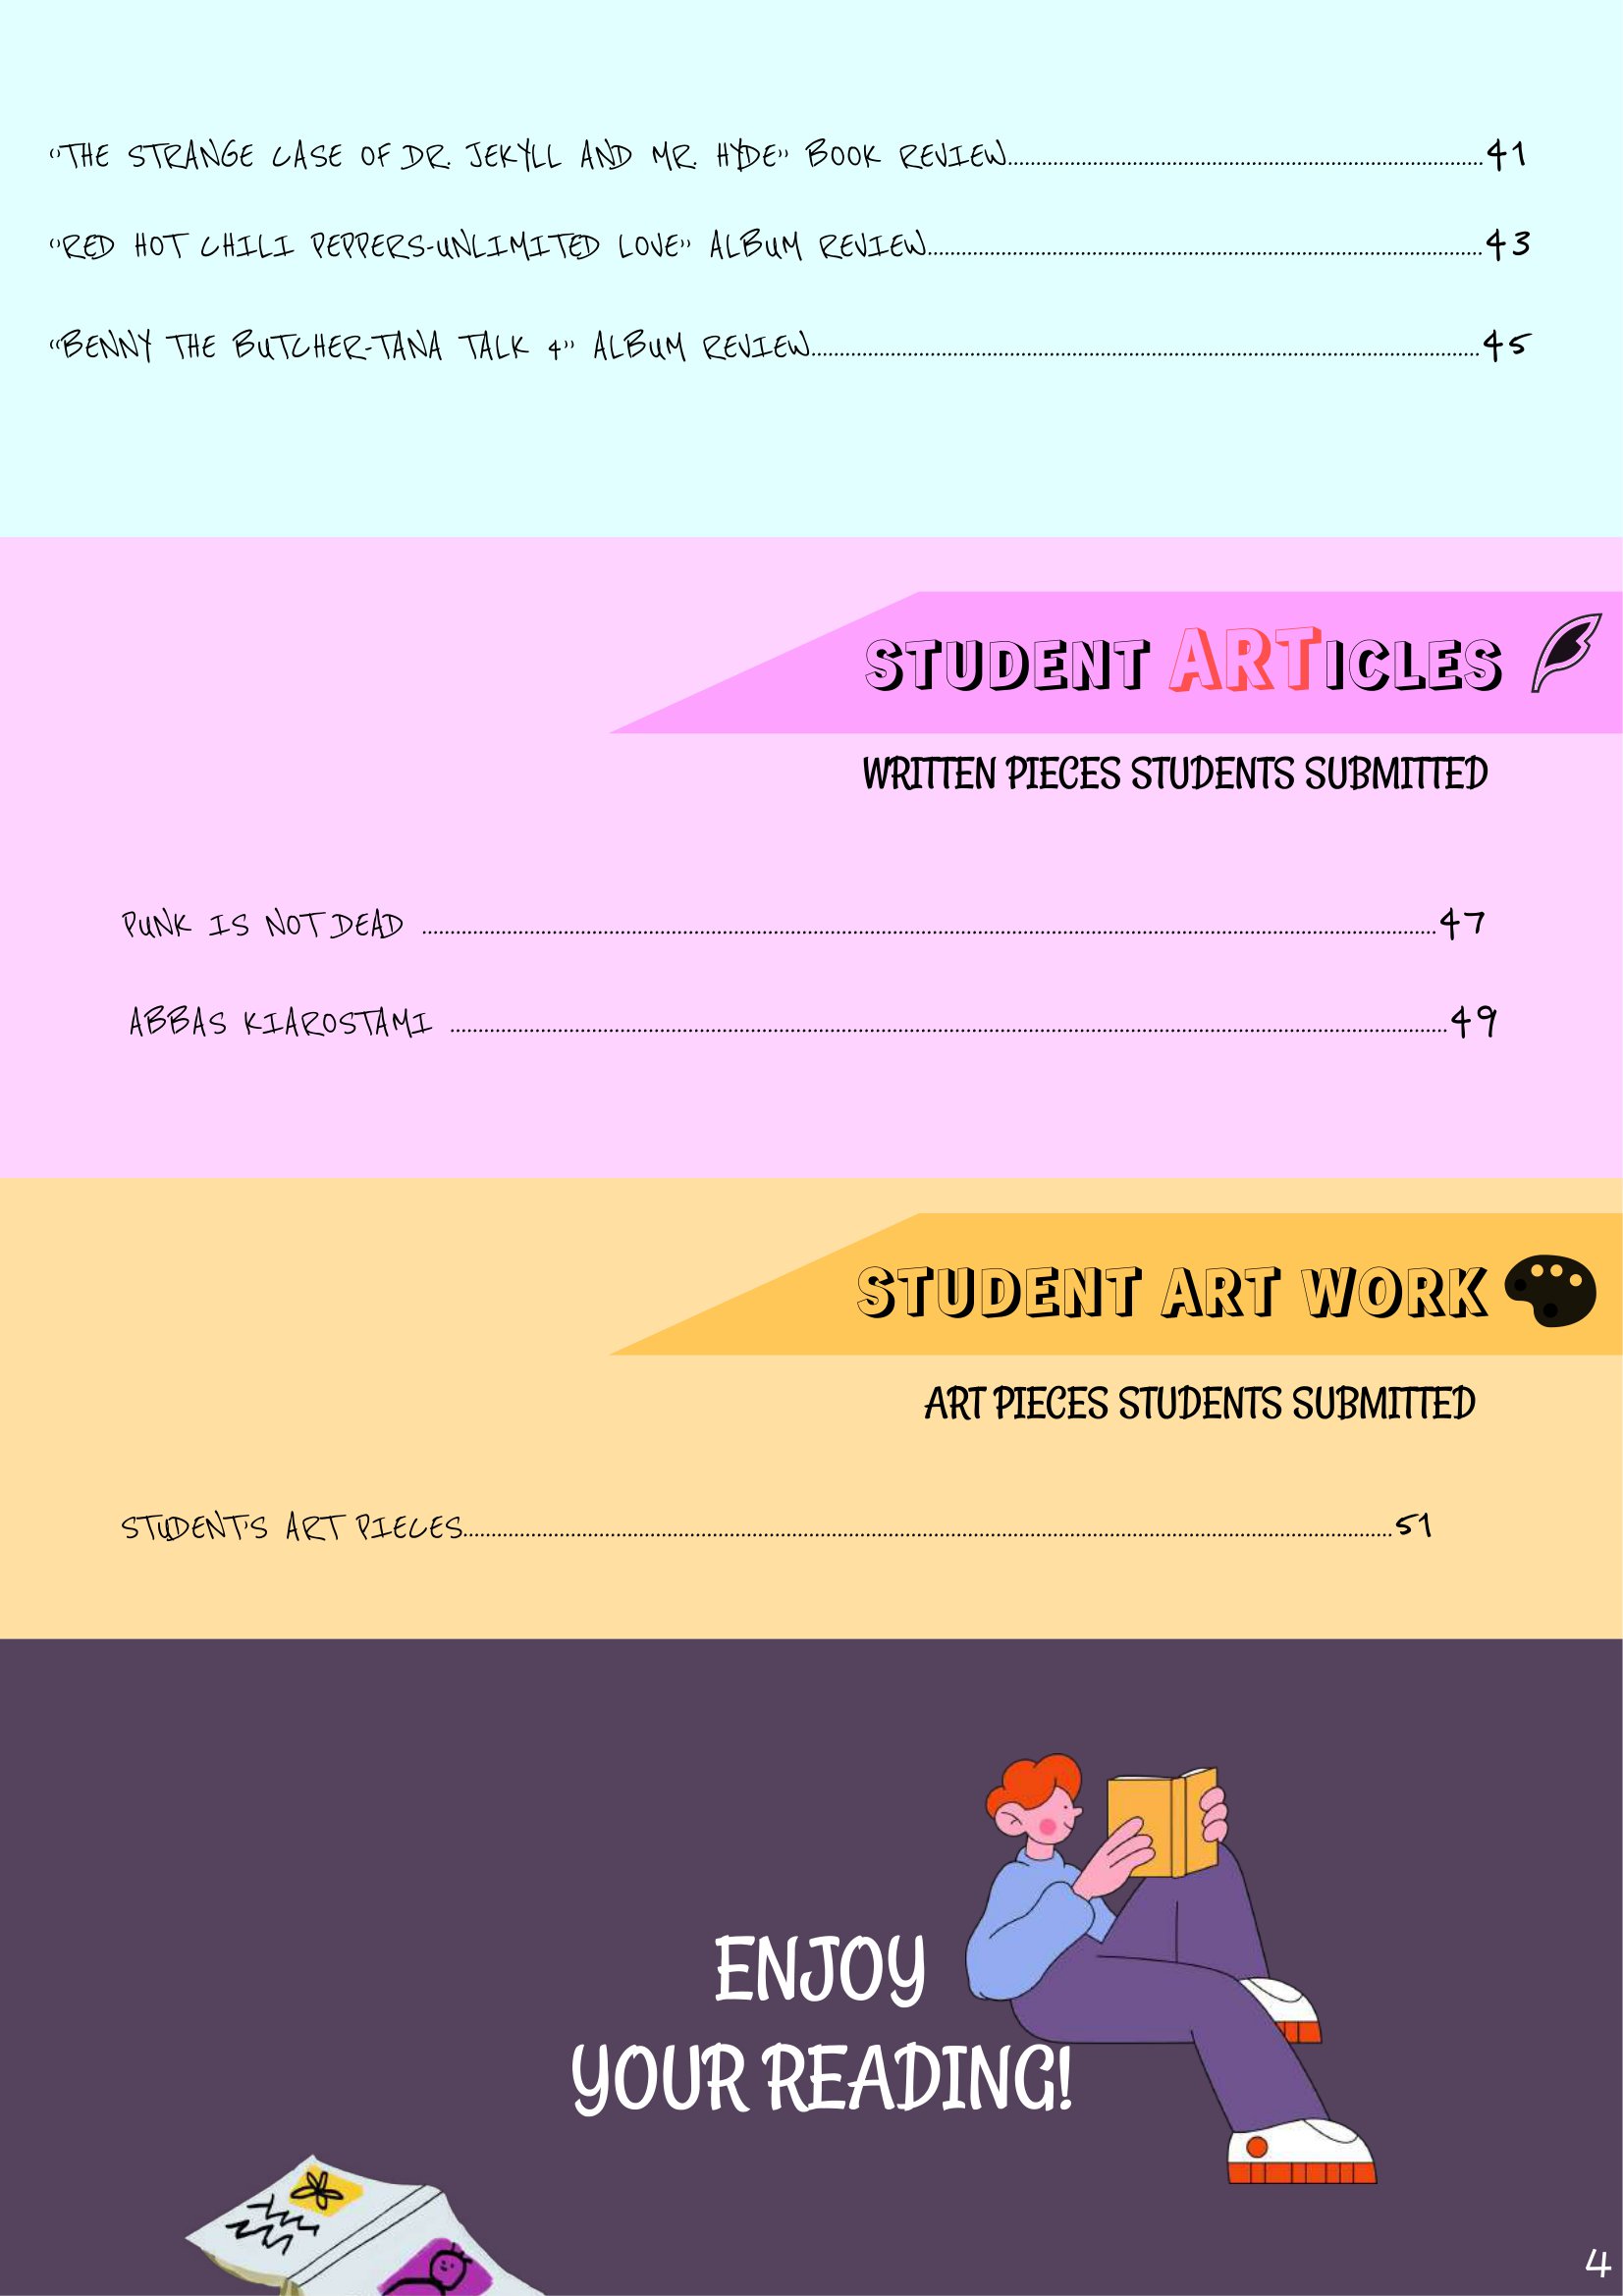 “THE STRANGE CASE OF DR. JEKYLL AND MR. HYDE” BOOK REVIEW........................................41
“RED HOT CHILI PEPPERS-UNLIMITED LOVE” ALBUM REVIEW........................................43
“BENNY THE BUTCHER-TANA TALK 4” ALBUM REVIEW........................................45
STUDENT ARTICLES
WRITTEN PIECES STUDENTS SUBMITTED
PUNK IS NOT DEAD ........................................47
ABBAS KIAROSTAMI ........................................49
STUDENT ART WORK
ART PIECES STUDENTS SUBMITTED
STUDENT'S ART PIECES........................................51
ENJOY
YOUR READING!
4